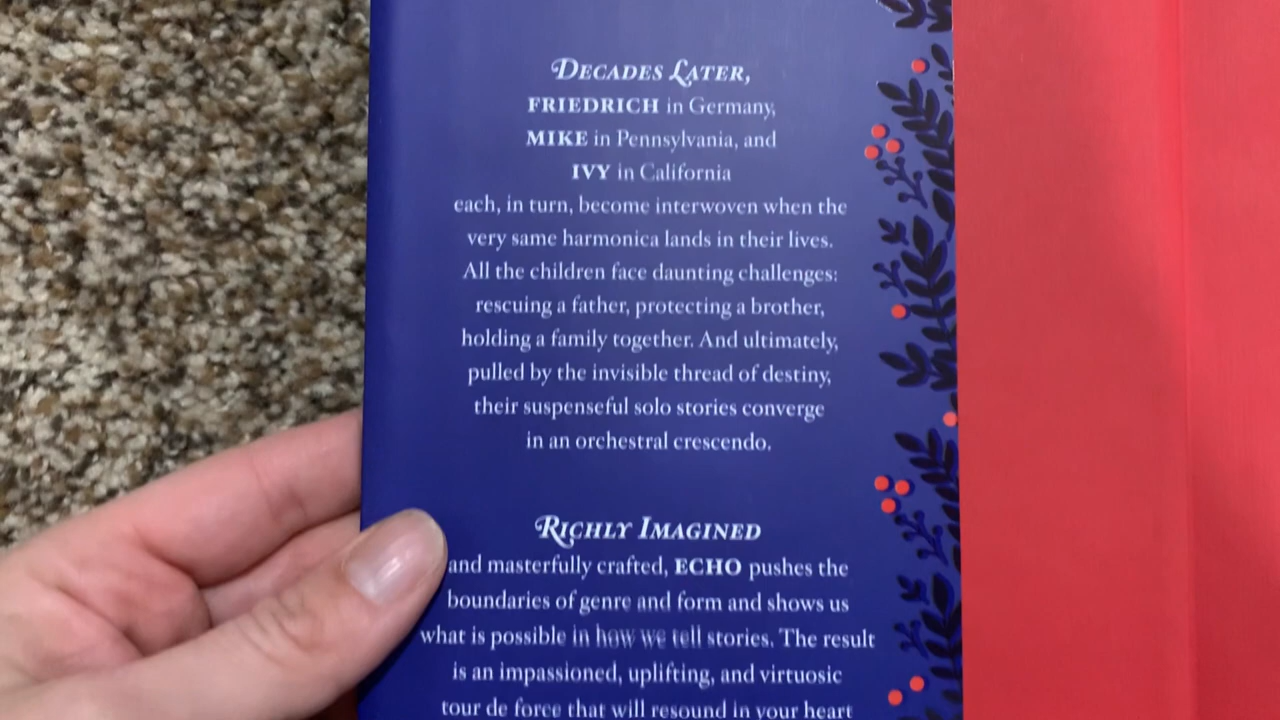 DECADES LATER,
FRIEDRICH in Germany,
MIKE in Pennsylvania, and
IVY in California
each, in turn, become interwoven when the
very same harmonica lands in their lives.
All the children face daunting challenges:
rescuing a father, protecting a brother,
holding a family together. And ultimately,
pulled by the invisible thread of destiny,
their suspenseful solo stories converge
in an orchestral crescendo.
RICHLY IMAGINED
and masterfully crafted, ECHO pushes the
boundaries of genre and form and shows us
what is possible in how we tell stories. The result
is an impassioned, uplifting, and virtuosic
tour de force that will resound in your heart